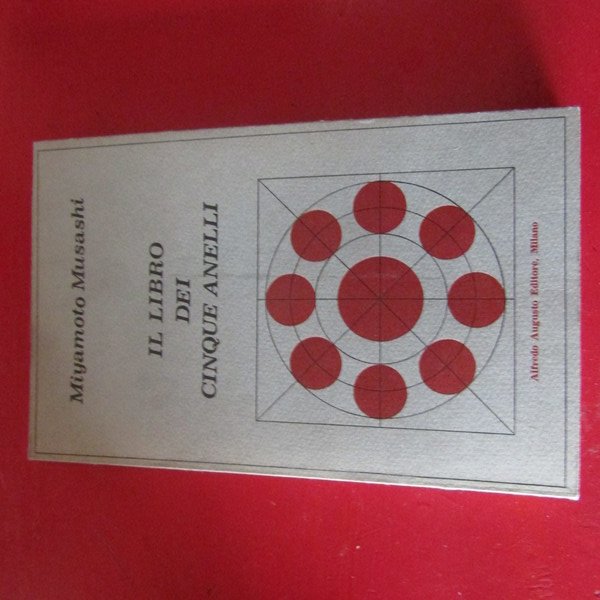 Miyamoto Musashi
IL LIBRO
DEI
CINQUE ANELLI
Alfredo Augusto Editore, Milano